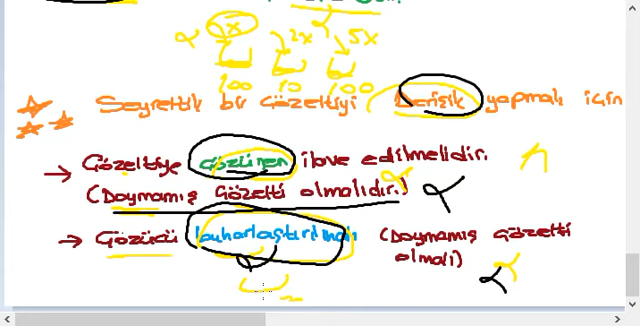 x 2x 5x
100 10 100
Seyreltik bir çözeltiyi Derişik yapmak için
→ Çözeltiye çözünen ilave edilmelidir.
(Doymamış çözelti olmalıdır.)
→ Çözücü buharlaştırılmalı (Doymamış çözelti
olmalı)